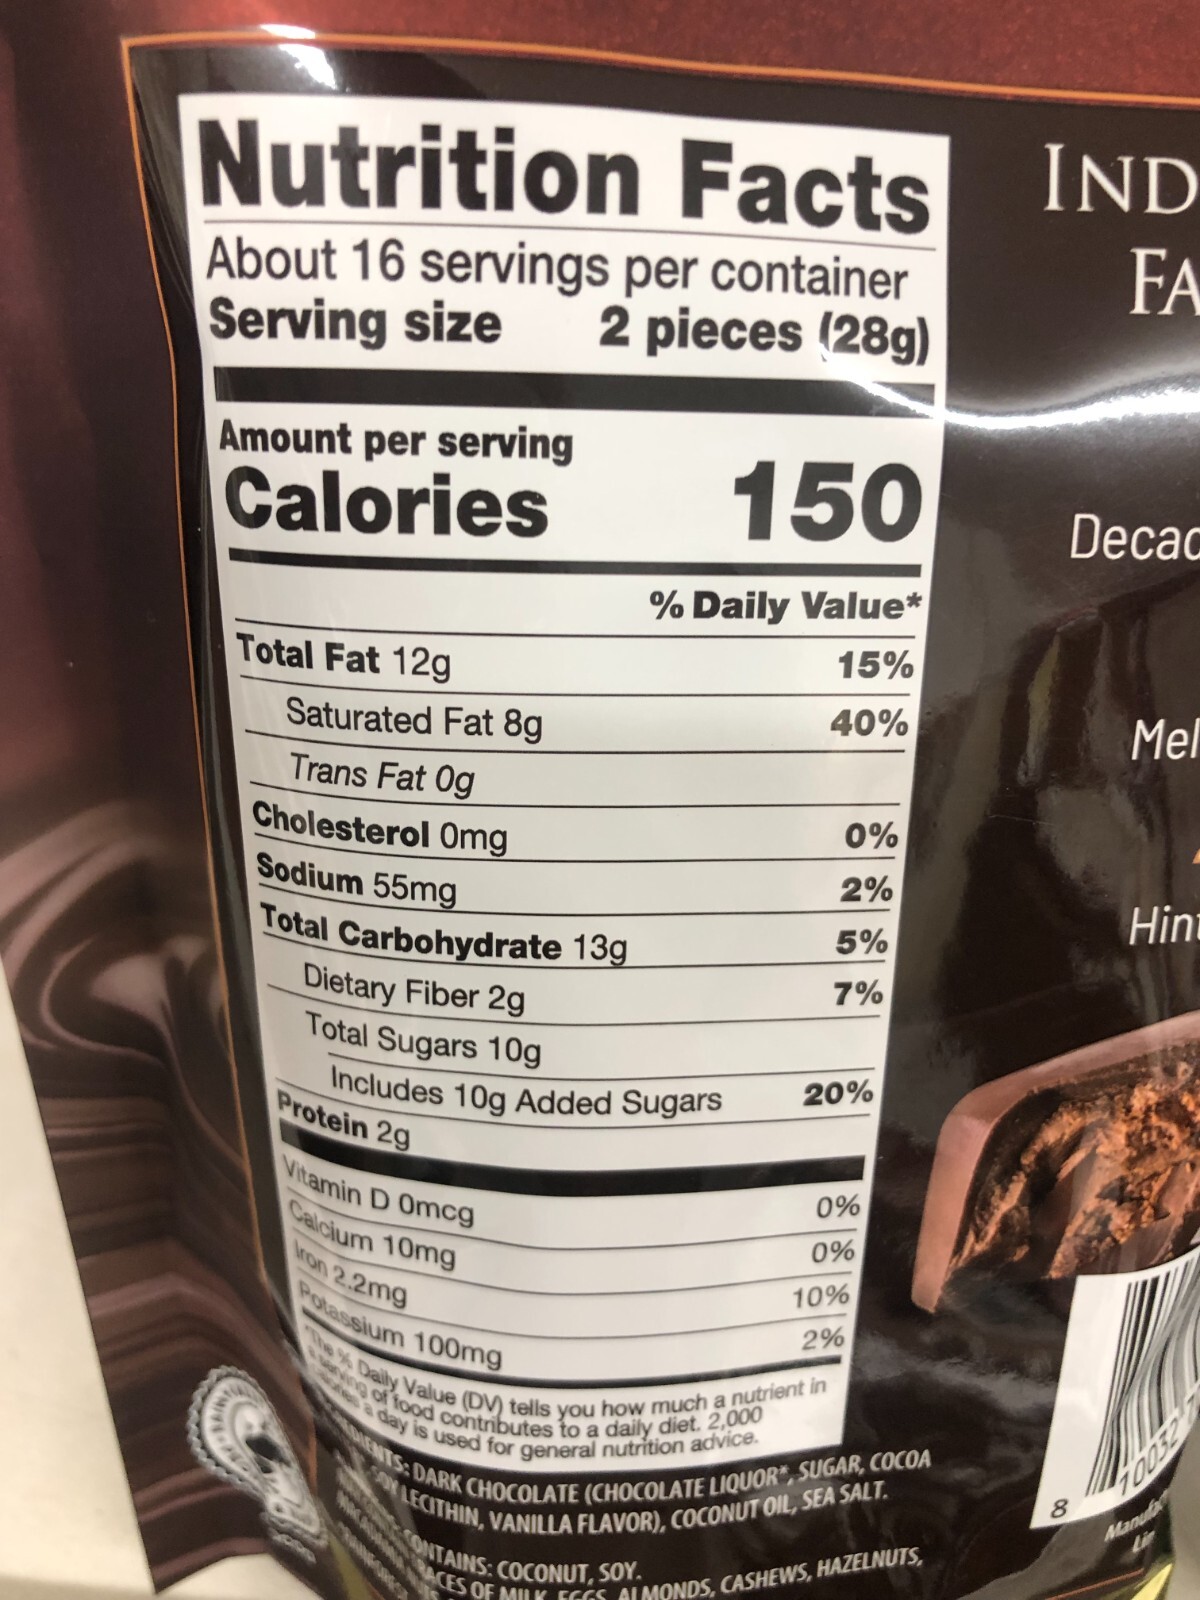 Nutrition Facts
About 16 servings per container
Serving size 2 pieces (28g)
Amount per serving
Calories 150
% Daily Value*
Total Fat 12g 15%
Saturated Fat 8g 40%
Trans Fat 0g
Cholesterol 0mg 0%
Sodium 55mg 2%
Total Carbohydrate 13g 5%
Dietary Fiber 2g 7%
Total Sugars 10g
Includes 10g Added Sugars 20%
Protein 2g
Vitamin D 0mcg 0%
Calcium 10mg 0%
Iron 2.2mg 10%
Potassium 100mg 2%
*The % Daily Value (DV) tells you how much a nutrient in
a serving of food contributes to a daily diet. 2,000
calories a day is used for general nutrition advice.
DARK CHOCOLATE (CHOCOLATE LIQUOR*, SUGAR, COCOA
SOY LECITHIN, VANILLA FLAVOR), COCONUT OIL, SEA SALT.
CONTAINS: COCONUT, SOY.
OF MILK, EGGS, ALMONDS, CASHEWS, HAZELNUTS,
IND
FA
Decad
Mel
Hint
8